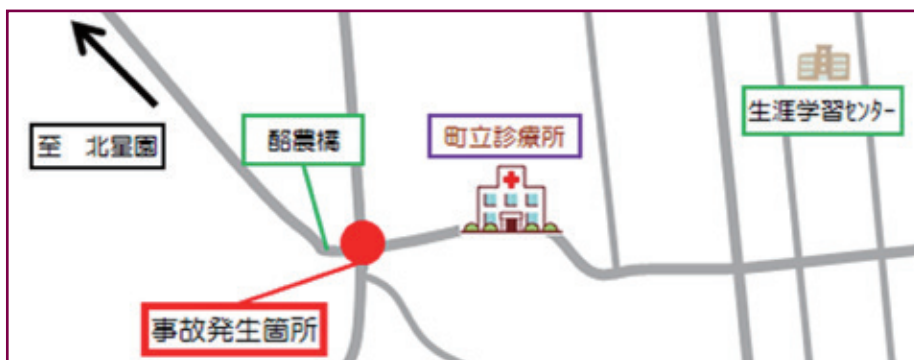 至　北星園
酪農橋
町立診療所
生涯学習センター
事故発生箇所